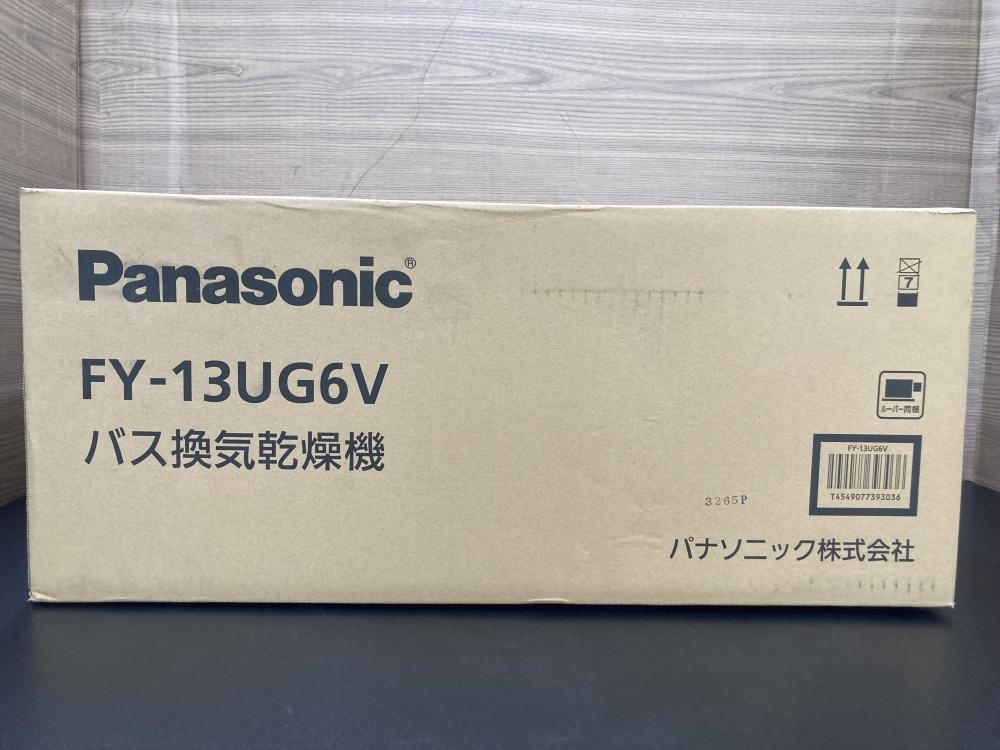 Panasonic®
FY-13UG6V
バス換気乾燥機
7
ルーバー同梱
FY-13UG6V
T4549077393036
3265P
パナソニック株式会社